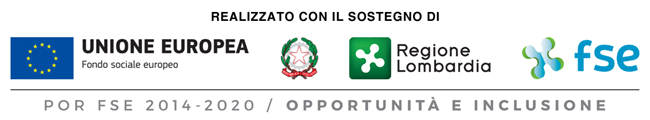 REALIZZATO CON IL SOSTEGNO DI
UNIONE EUROPEA
Fondo sociale europeo
Regione
Lombardia
fse
POR FSE 2014-2020 / OPPORTUNITÀ E INCLUSIONE